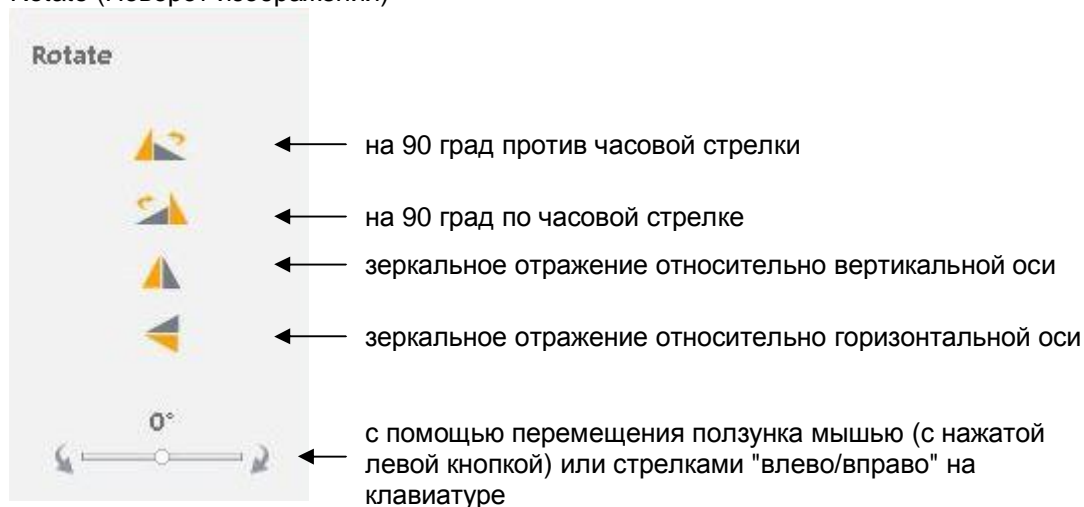 Rotate (Поворот изображения)
Rotate
на 90 град против часовой стрелки
на 90 град по часовой стрелке
зеркальное отражение относительно вертикальной оси
зеркальное отражение относительно горизонтальной оси
0°
с помощью перемещения ползунка мышью (с нажатой
левой кнопкой) или стрелками "влево/вправо" на
клавиатуре